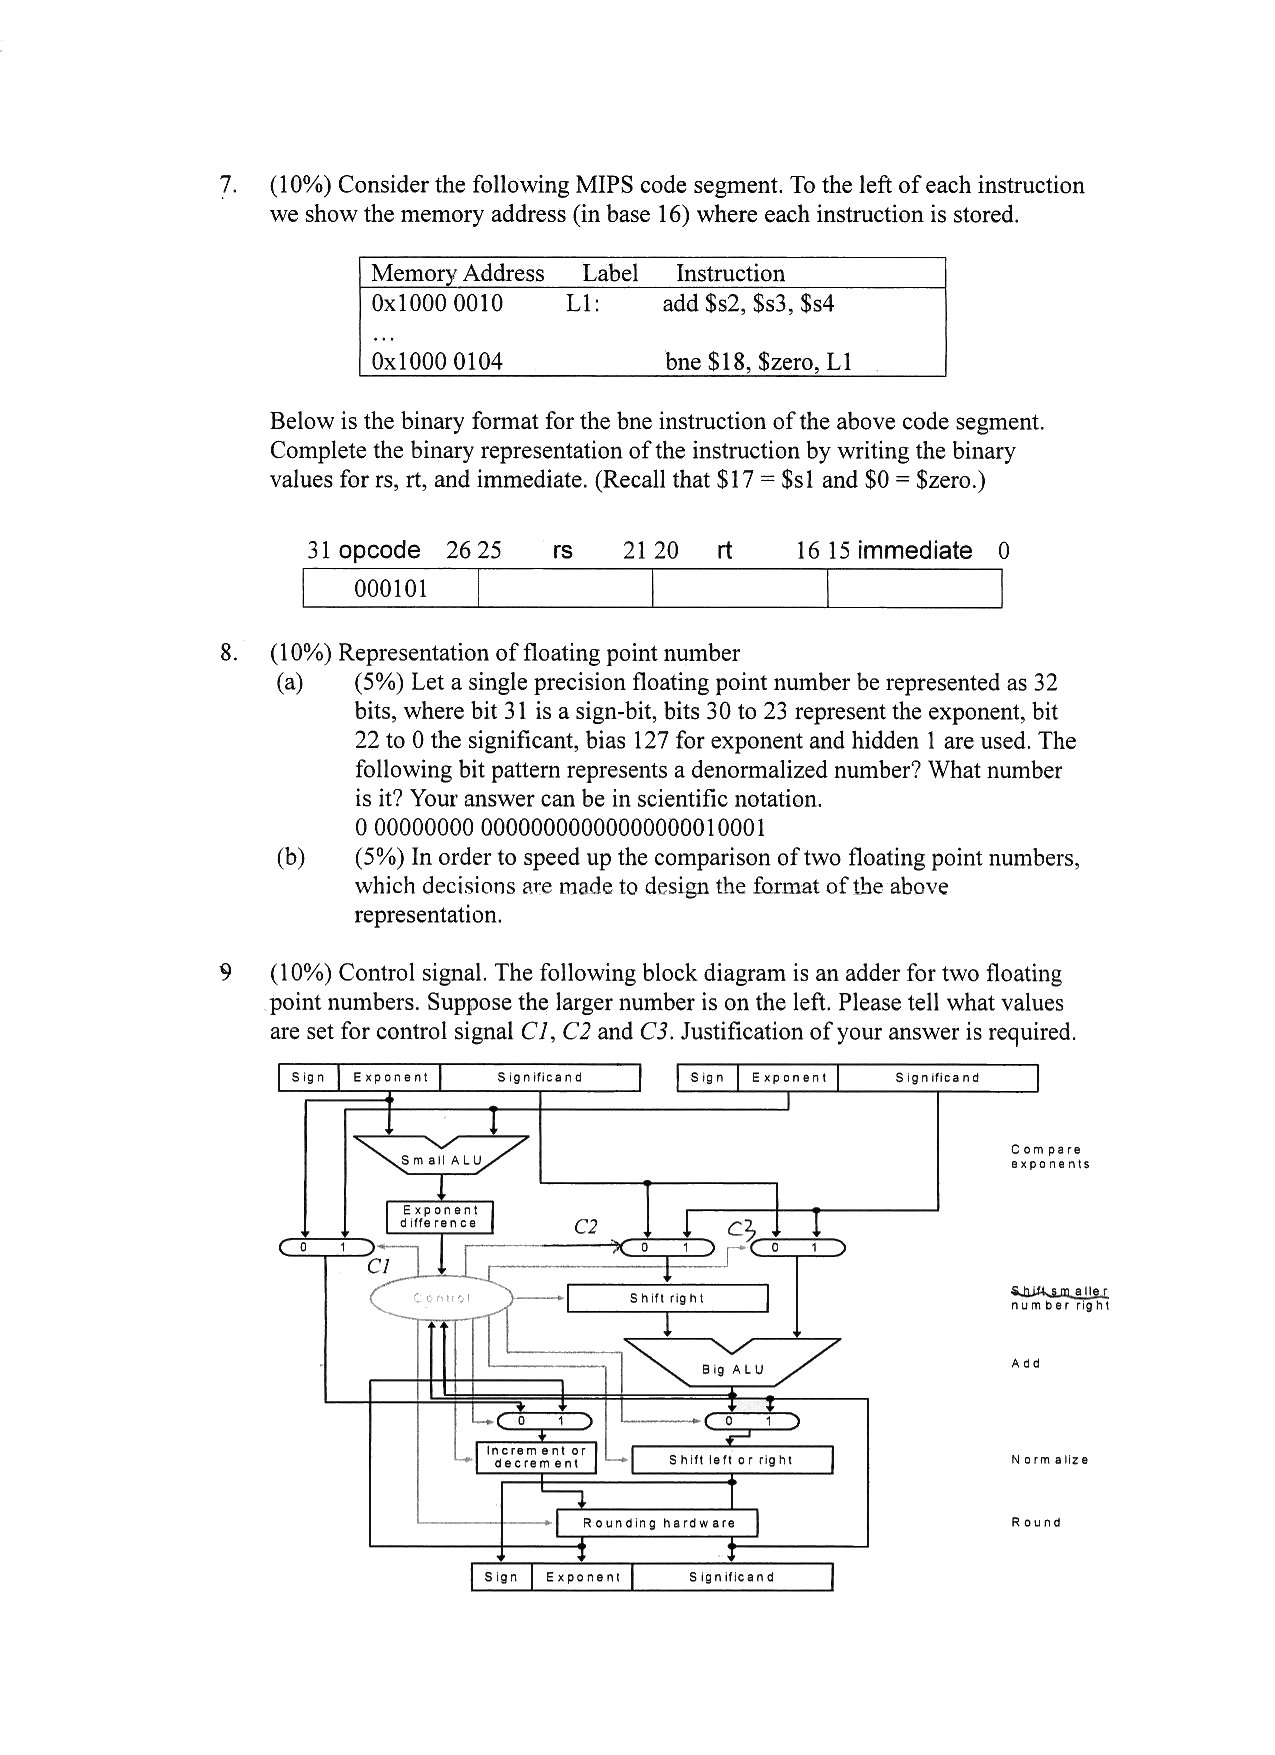 7. (10%) Consider the following MIPS code segment. To the left of each instruction
we show the memory address (in base 16) where each instruction is stored.
Memory Address Label Instruction
0x1000 0010 L1: add $s2, $s3, $s4
...
0x1000 0104 bne $18, $zero, L1
Below is the binary format for the bne instruction of the above code segment.
Complete the binary representation of the instruction by writing the binary
values for rs, rt, and immediate. (Recall that $17 = $s1 and $0 = $zero.)
31 opcode 26 25 rs 21 20 rt 16 15 immediate 0
000101
8. (10%) Representation of floating point number
(a) (5%) Let a single precision floating point number be represented as 32
bits, where bit 31 is a sign-bit, bits 30 to 23 represent the exponent, bit
22 to 0 the significant, bias 127 for exponent and hidden 1 are used. The
following bit pattern represents a denormalized number? What number
is it? Your answer can be in scientific notation.
0 00000000 00000000000000000010001
(b) (5%) In order to speed up the comparison of two floating point numbers,
which decisions are made to design the format of the above
representation.
9 (10%) Control signal. The following block diagram is an adder for two floating
point numbers. Suppose the larger number is on the left. Please tell what values
are set for control signal C1, C2 and C3. Justification of your answer is required.
Sign Exponent Significand Sign Exponent Significand
Compare
exponents
Small ALU
Exponent
difference
C2 C3
0 1 0 1 0 1
C1
Control Shift right
Shift smaller
number right
Big ALU Add
0 1 0 1
Increment or
decrement
Shift left or right Normalize
Rounding hardware Round
Sign Exponent Significand